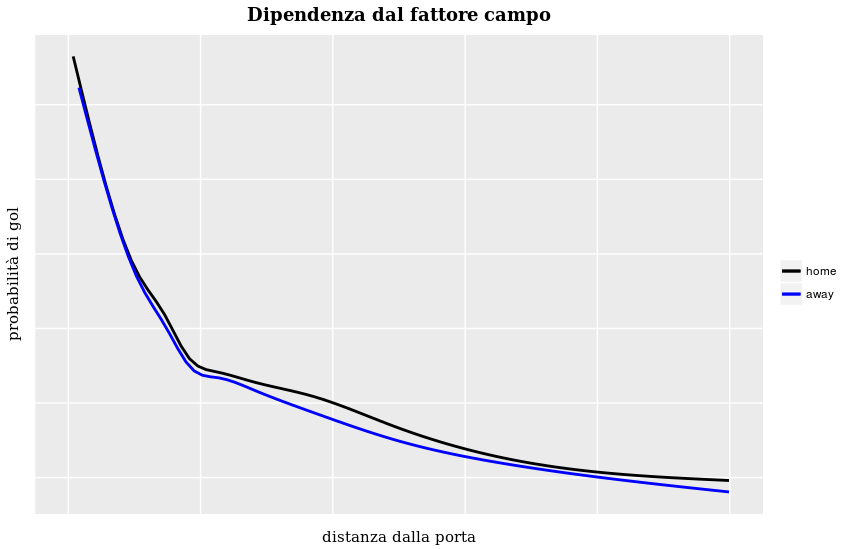 Dipendenza dal fattore campo
probabilità di gol
home
away
distanza dalla porta